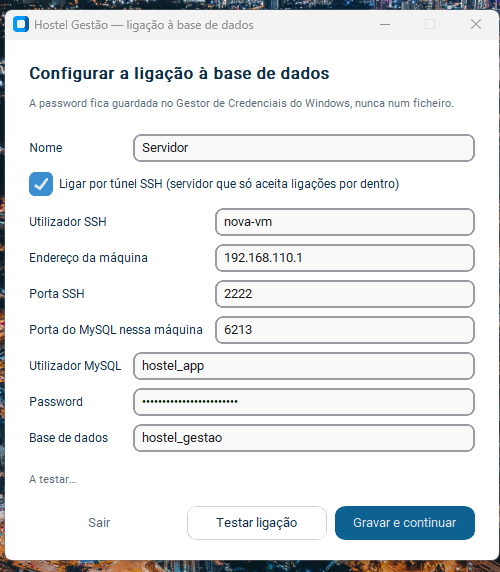 Hostel Gestão — ligação à base de dados
Configurar a ligação à base de dados
A password fica guardada no Gestor de Credenciais do Windows, nunca num ficheiro.
Nome
Servidor
Ligar por túnel SSH (servidor que só aceita ligações por dentro)
Utilizador SSH
nova-vm
Endereço da máquina
192.168.110.1
Porta SSH
2222
Porta do MySQL nessa máquina
6213
Utilizador MySQL
hostel_app
Password
Base de dados
hostel_gestao
A testar...
Sair
Testar ligação
Gravar e continuar